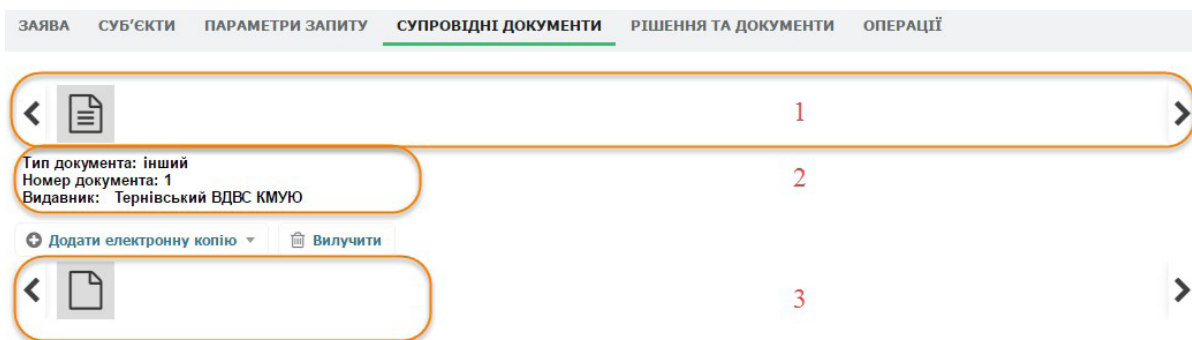 ЗАЯВА СУБ'ЄКТИ ПАРАМЕТРИ ЗАПИТУ СУПРОВІДНІ ДОКУМЕНТИ РІШЕННЯ ТА ДОКУМЕНТИ ОПЕРАЦІЇ
1
Тип документа: інший
Номер документа: 1
Видавник: Тернівський ВДВС КМУЮ
2
Додати електронну копію Вилучити
3